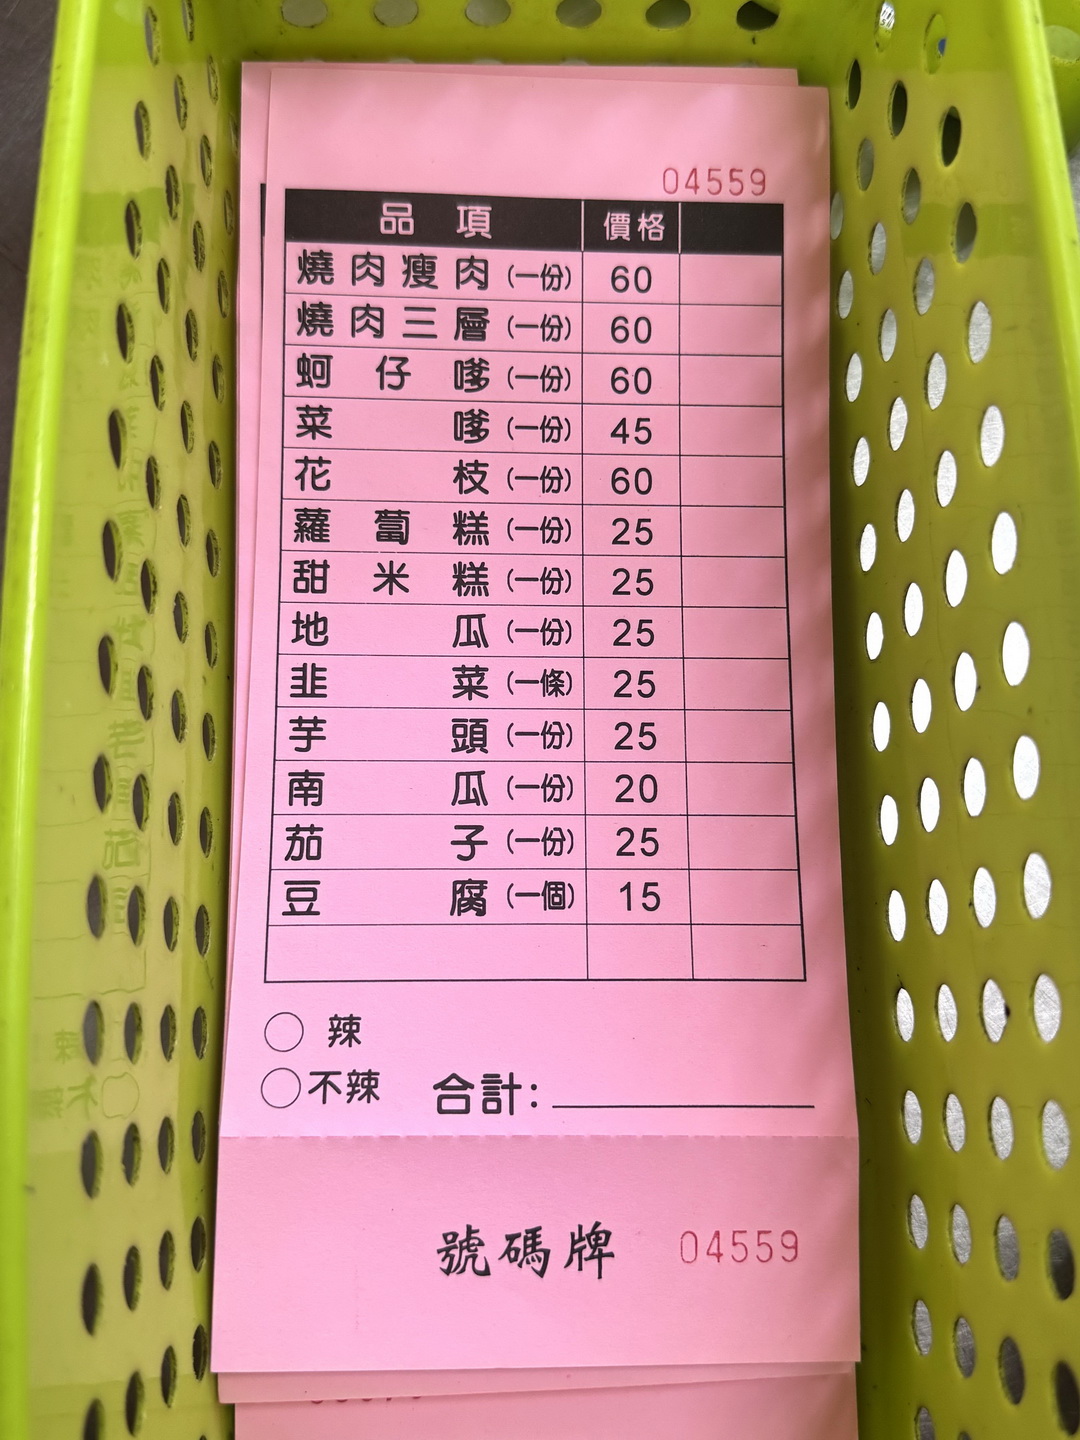 04559
品項 價格
燒肉瘦肉(一份) 60
燒肉三層(一份) 60
蚵仔嗲(一份) 60
菜嗲(一份) 45
花枝(一份) 60
蘿蔔糕(一份) 25
甜米糕(一份) 25
地瓜(一份) 25
韭菜(一條) 25
芋頭(一份) 25
南瓜(一份) 20
茄子(一份) 25
豆腐(一個) 15
辣
不辣 合計:
號碼牌 04559